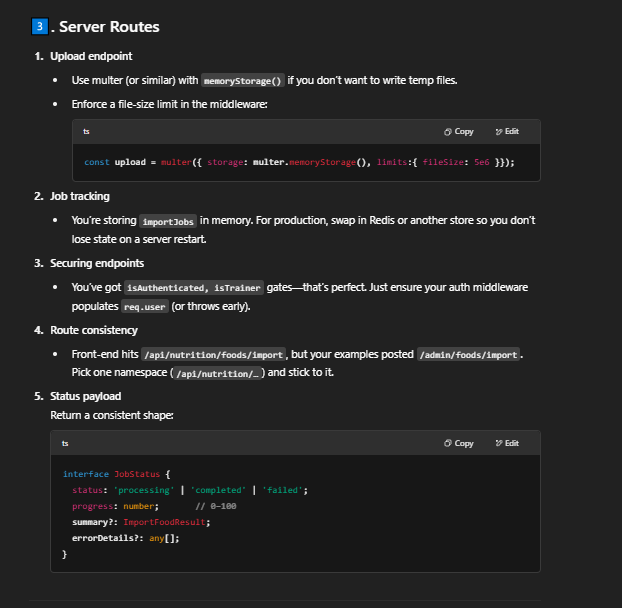 3 . Server Routes
1. Upload endpoint
• Use multer (or similar) with memoryStorage() if you don't want to write temp files.
• Enforce a file-size limit in the middleware:
ts Copy Edit
const upload = multer({ storage: multer.memoryStorage(), limits:{ fileSize: 5e6 }});
2. Job tracking
• You're storing importJobs in memory. For production, swap in Redis or another store so you don't
lose state on a server restart.
3. Securing endpoints
• You've got isAuthenticated, isTrainer gates—that's perfect. Just ensure your auth middleware
populates req.user (or throws early).
4. Route consistency
• Front-end hits /api/nutrition/foods/import, but your examples posted /admin/foods/import.
Pick one namespace (/api/nutrition/…) and stick to it.
5. Status payload
Return a consistent shape:
ts Copy Edit
interface JobStatus {
status: 'processing' | 'completed' | 'failed';
progress: number; // 0–100
summary?: ImportFoodResult;
errorDetails?: any[];
}